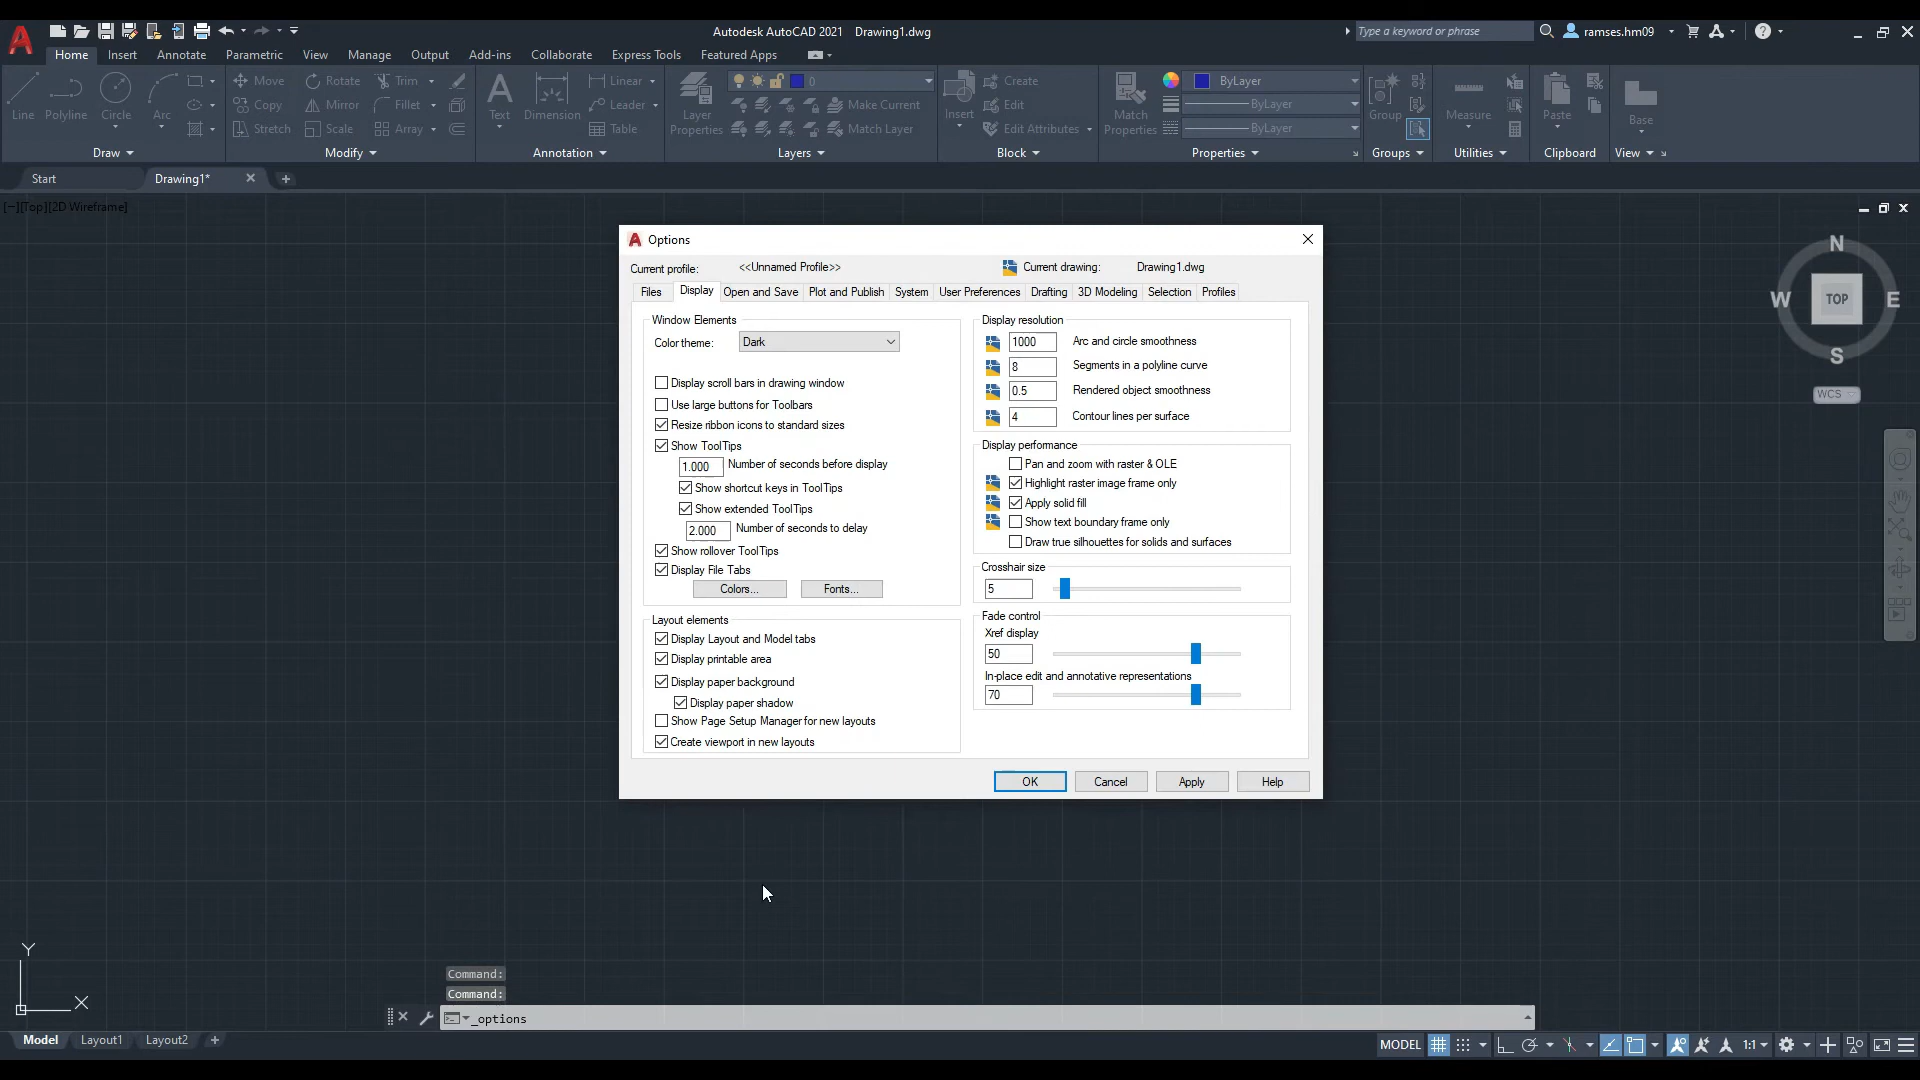 Autodesk AutoCAD 2021 Drawing1.dwg
Type a keyword or phrase
ramses.hm09
Home Insert Annotate Parametric View Manage Output Add-ins Collaborate Express Tools Featured Apps
Line Polyline Circle Arc
Move Rotate Trim
Copy Mirror Fillet
Stretch Scale Array
Text Dimension
Linear
Leader
Table
Layer
Properties
0
Make Current
Match Layer
Insert
Create
Edit
Edit Attributes
Match
Properties
ByLayer
ByLayer
ByLayer
Group
Measure
Paste
Base
Draw Modify Annotation Layers Block Properties Groups Utilities Clipboard View
Start Drawing1*
[−][Top][2D Wireframe]
N
W TOP E
S
WCS
Options
Current profile: <<Unnamed Profile>> Current drawing: Drawing1.dwg
Files Display Open and Save Plot and Publish System User Preferences Drafting 3D Modeling Selection Profiles
Window Elements
Color theme: Dark
Display scroll bars in drawing window
Use large buttons for Toolbars
Resize ribbon icons to standard sizes
Show ToolTips
1.000 Number of seconds before display
Show shortcut keys in ToolTips
Show extended ToolTips
2.000 Number of seconds to delay
Show rollover ToolTips
Display File Tabs
Colors... Fonts...
Layout elements
Display Layout and Model tabs
Display printable area
Display paper background
Display paper shadow
Show Page Setup Manager for new layouts
Create viewport in new layouts
Display resolution
1000 Arc and circle smoothness
8 Segments in a polyline curve
0.5 Rendered object smoothness
4 Contour lines per surface
Display performance
Pan and zoom with raster & OLE
Highlight raster image frame only
Apply solid fill
Show text boundary frame only
Draw true silhouettes for solids and surfaces
Crosshair size
5
Fade control
Xref display
50
In-place edit and annotative representations
70
OK Cancel Apply Help
Y
X
Command:
Command:
_options
Model Layout1 Layout2
MODEL 1:1